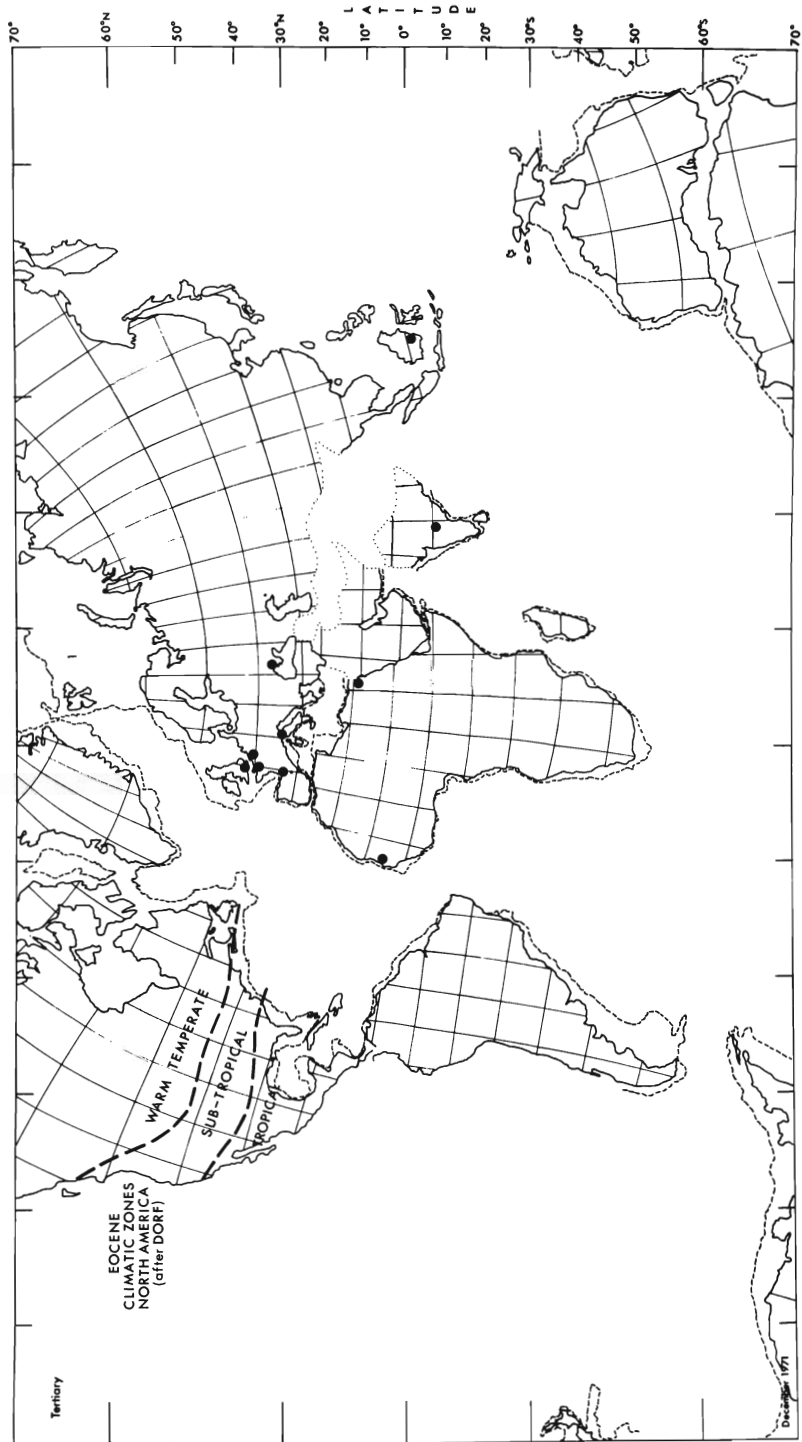 Tertiary
EOCENE
CLIMATIC ZONES
NORTH AMERICA
(after DORF)
WARM TEMPERATE
SUB-TROPICAL
TROPICAL
70°
60°N
50°
40°
30°
20°
10°
0°
10°
20°
30°S
40°
50°
60°S
70°
LATITUDE
December 1971